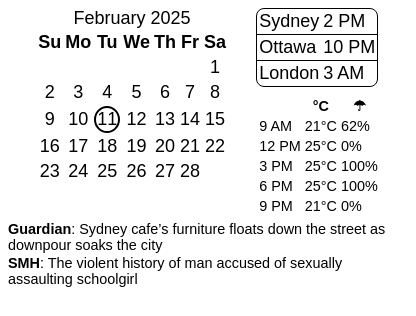 February 2025
Su Mo Tu We Th Fr Sa
1
2 3 4 5 6 7 8
9 10 11 12 13 14 15
16 17 18 19 20 21 22
23 24 25 26 27 28
Sydney 2 PM
Ottawa 10 PM
London 3 AM
°C ☂
9 AM 21°C 62%
12 PM 25°C 0%
3 PM 25°C 100%
6 PM 25°C 100%
9 PM 21°C 0%
Guardian: Sydney cafe’s furniture floats down the street as
downpour soaks the city
SMH: The violent history of man accused of sexually
assaulting schoolgirl